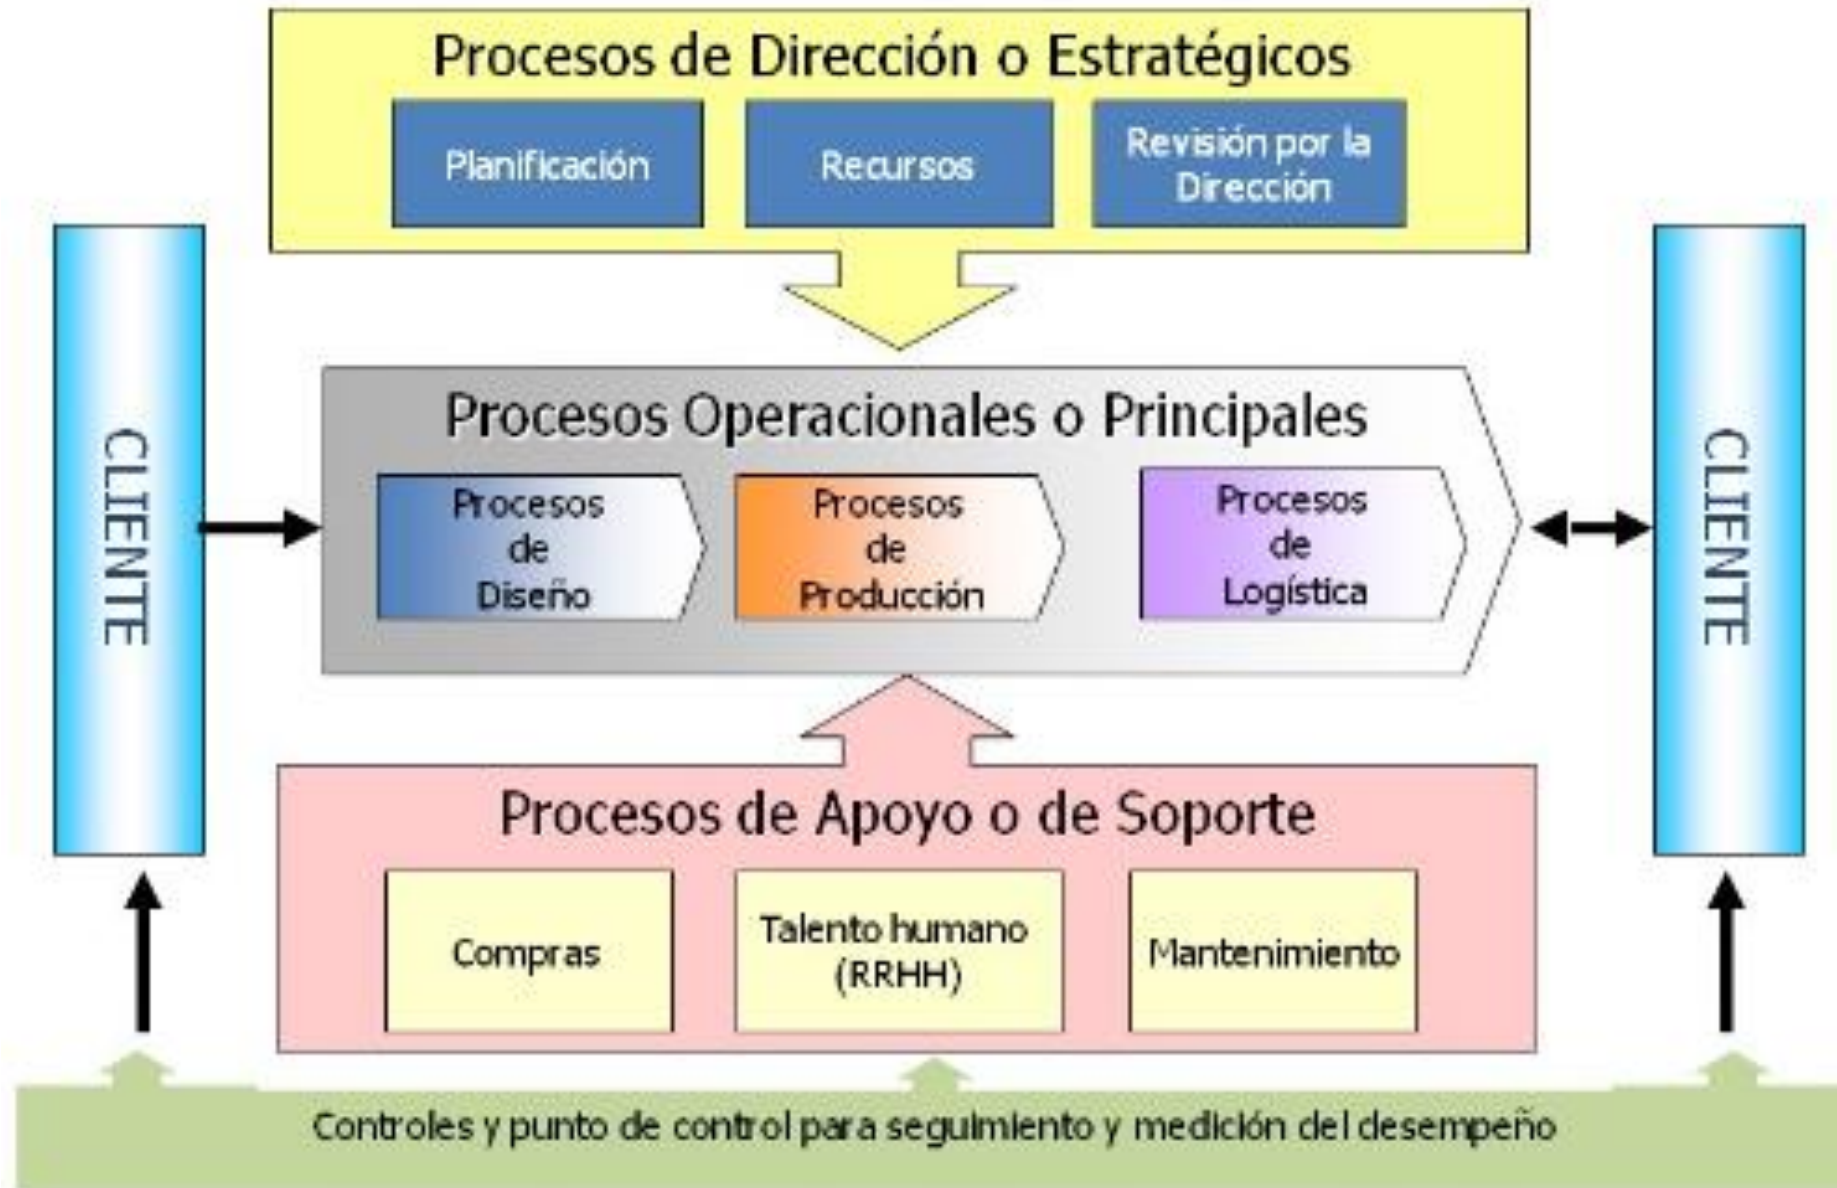 Procesos de Dirección o Estratégicos
Planificación
Recursos
Revisión por la
Dirección
CLIENTE
Procesos Operacionales o Principales
Procesos
de
Diseño
Procesos
de
Producción
Procesos
de
Logística
CLIENTE
Procesos de Apoyo o de Soporte
Compras
Talento humano
(RRHH)
Mantenimiento
Controles y punto de control para seguimiento y medición del desempeño